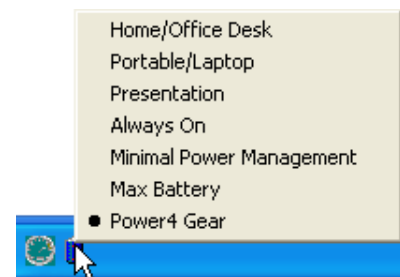 Home/Office Desk
Portable/Laptop
Presentation
Always On
Minimal Power Management
Max Battery
Power4 Gear